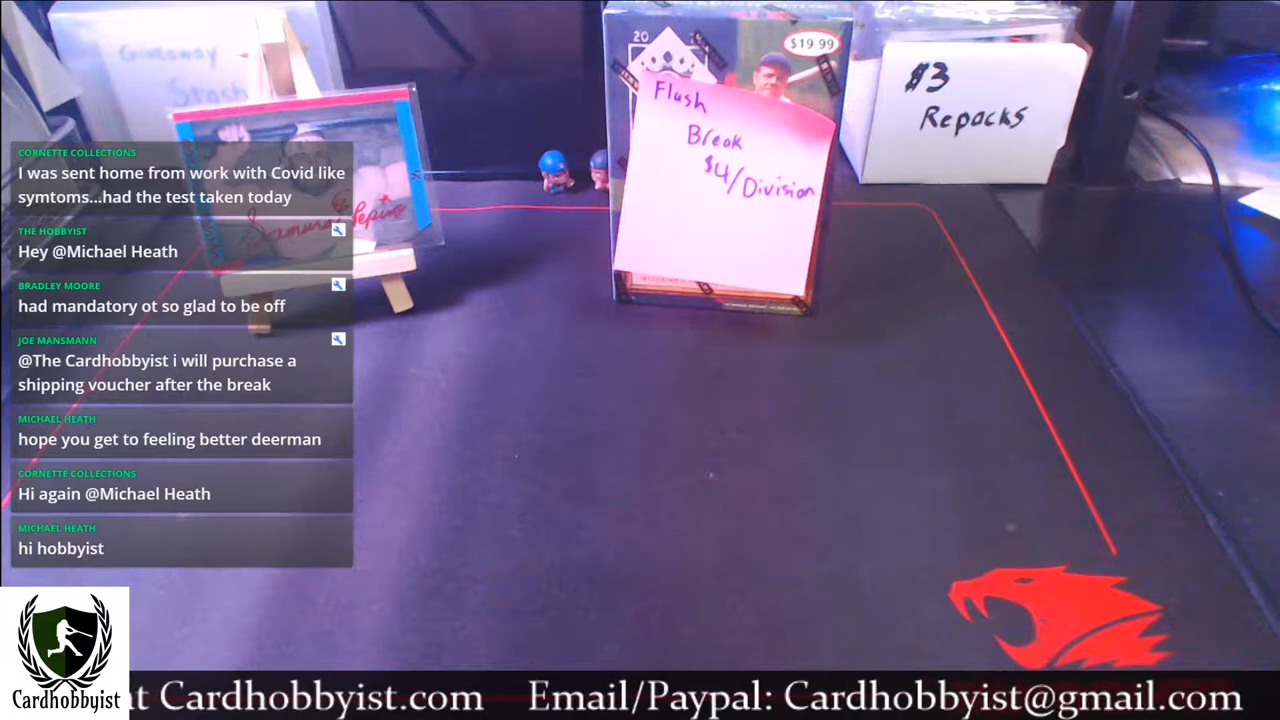 Giveaway
Stash
20
$19.99
Flash
Break
$4/Division
$3
Repacks
CORNETTE COLLECTIONS
I was sent home from work with Covid like
symtoms...had the test taken today
THE HOBBYIST
Hey @Michael Heath
BRADLEY MOORE
had mandatory ot so glad to be off
JOE MANSMANN
@The Cardhobbyist i will purchase a
shipping voucher after the break
MICHAEL HEATH
hope you get to feeling better deerman
CORNETTE COLLECTIONS
Hi again @Michael Heath
MICHAEL HEATH
hi hobbyist
Cardhobbyist
t Cardhobbyist.com Email/Paypal: Cardhobbyist@gmail.com